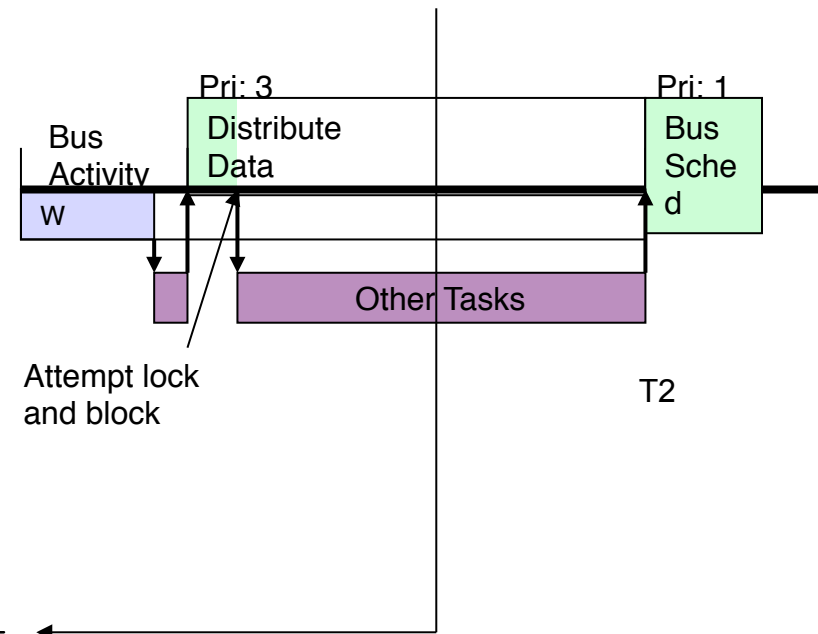 Pri: 3
Pri: 1
Bus
Activity
Distribute
Data
Bus
Sche
d
W
Other Tasks
Attempt lock
and block
T2